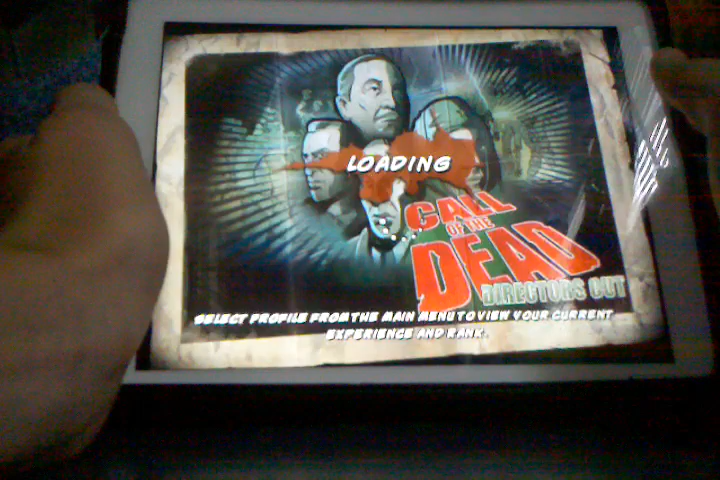 LOADING
CALL
OF THE
DEAD
DIRECTORS CUT
SELECT PROFILE FROM THE MAIN MENU TO VIEW YOUR CURRENT
EXPERIENCE AND RANK.